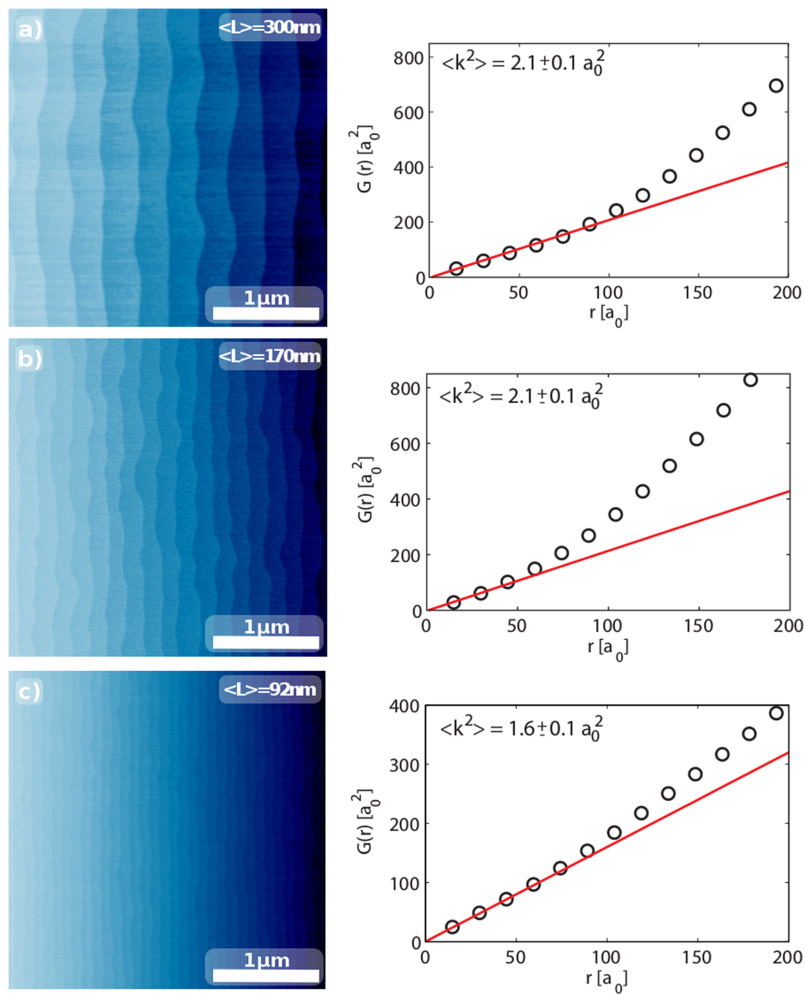 a)
<L>=300nm
1μm
<k²> = 2.1±0.1 a₀²
G (r) [a₀²]
800
600
400
200
0
0 50 100 150 200
r [a₀]
b)
<L>=170nm
1μm
<k²> = 2.1±0.1 a₀²
G(r) [a₀²]
800
600
400
200
0
0 50 100 150 200
r [a₀]
c)
<L>=92nm
1μm
<k²> = 1.6±0.1 a₀²
G(r) [a₀²]
400
300
200
100
0
0 50 100 150 200
r [a₀]